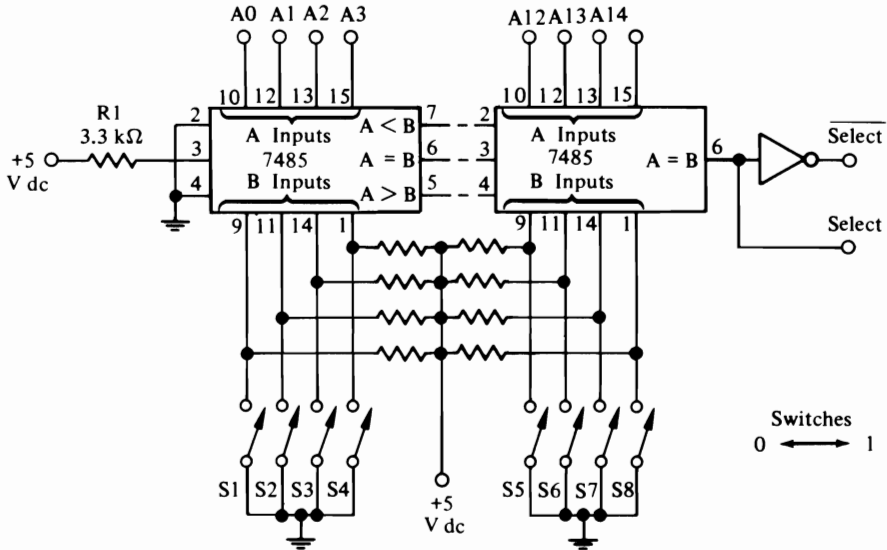 A0 A1 A2 A3 A12 A13 A14
10 12 13 15 10 12 13 15
R1
3.3 kΩ
+5
V dc
2
3
4
A Inputs
7485
B Inputs
A < B
A = B
A > B
7
6
5
2
3
4
A Inputs
7485
B Inputs
A = B
6
Select
Select
9 11 14 1 9 11 14 1
S1 S2 S3 S4 S5 S6 S7 S8
+5
V dc
Switches
0 1